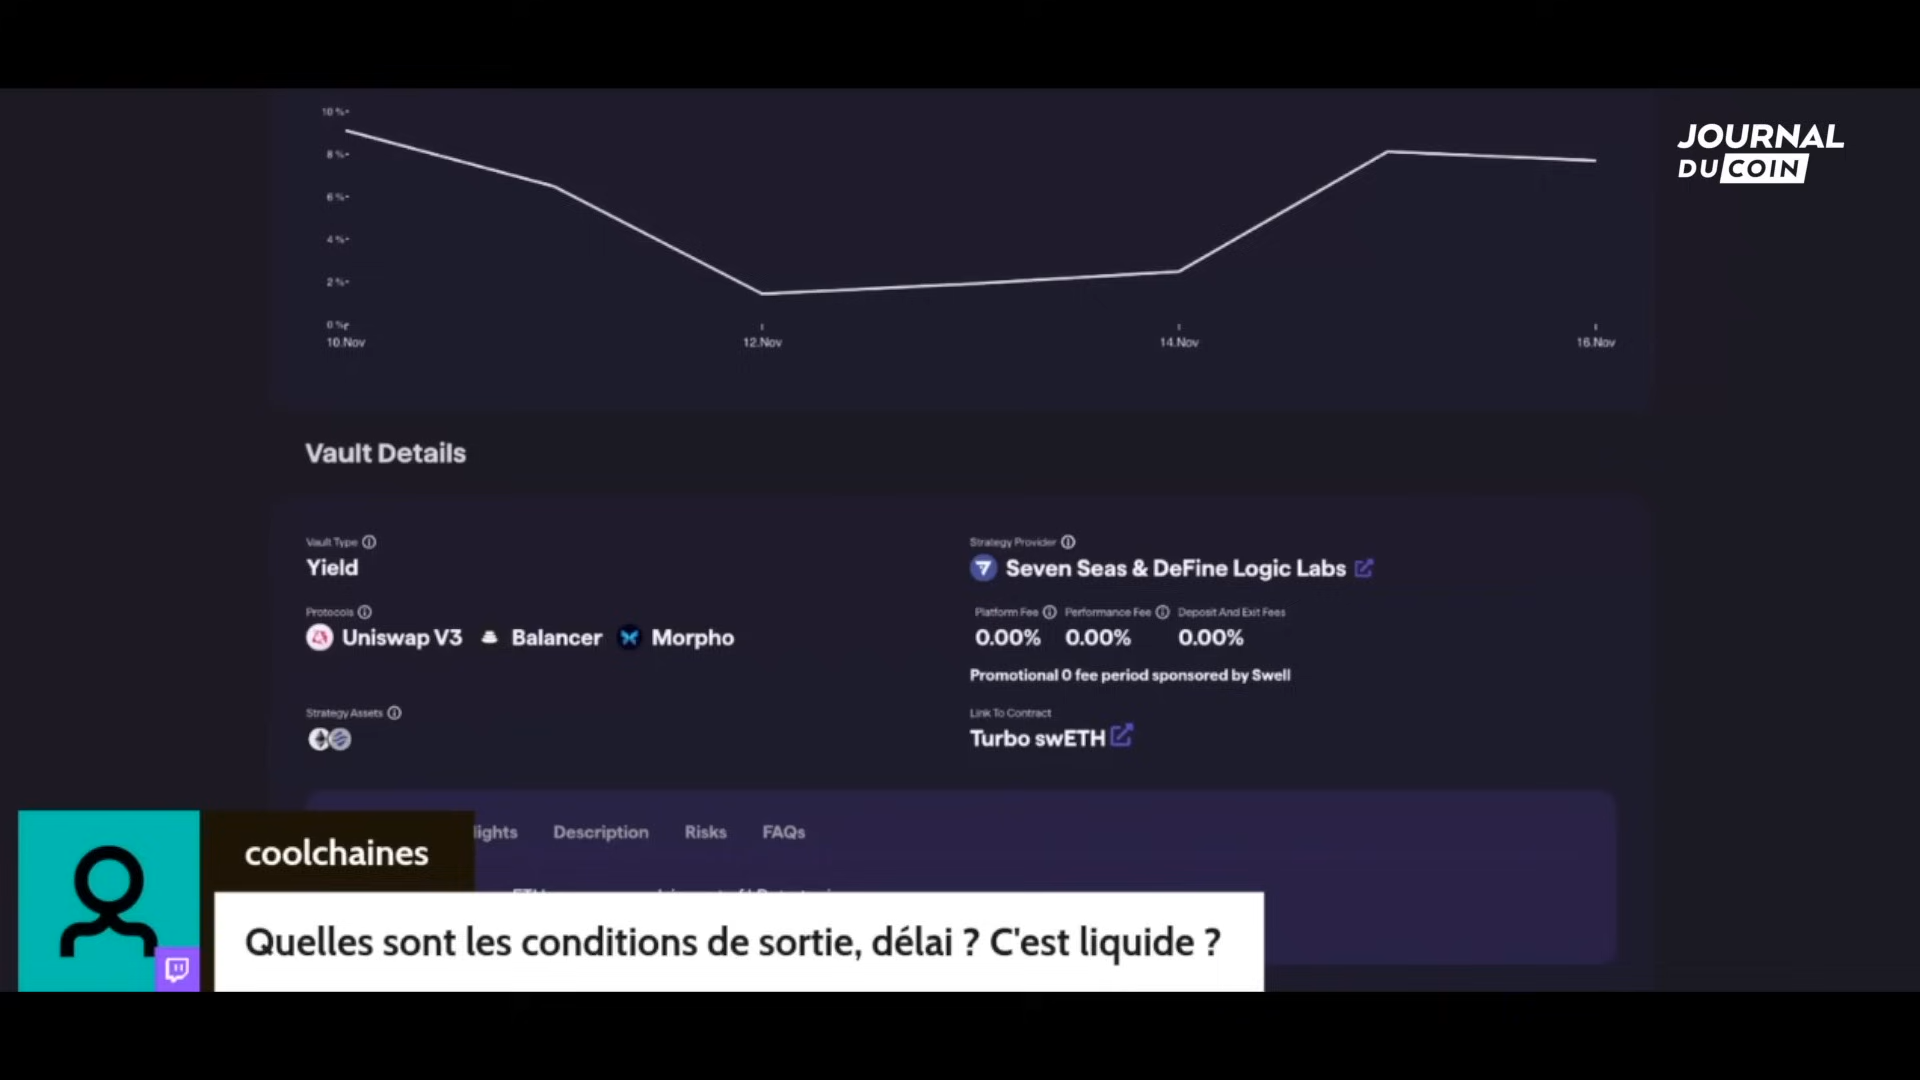 JOURNAL
DU COIN
10 %
8 %
6 %
4 %
2 %
0 %
10.Nov 12.Nov 14.Nov 16.Nov
Vault Details
Vault Type
Yield
Strategy Provider
Seven Seas & DeFine Logic Labs
Protocols
Uniswap V3 Balancer Morpho
Platform Fee Performance Fee Deposit And Exit Fees
0.00% 0.00% 0.00%
Promotional 0 fee period sponsored by Swell
Strategy Assets
Link To Contract
Turbo swETH
lights Description Risks FAQs
coolchaines
Quelles sont les conditions de sortie, délai ? C'est liquide ?